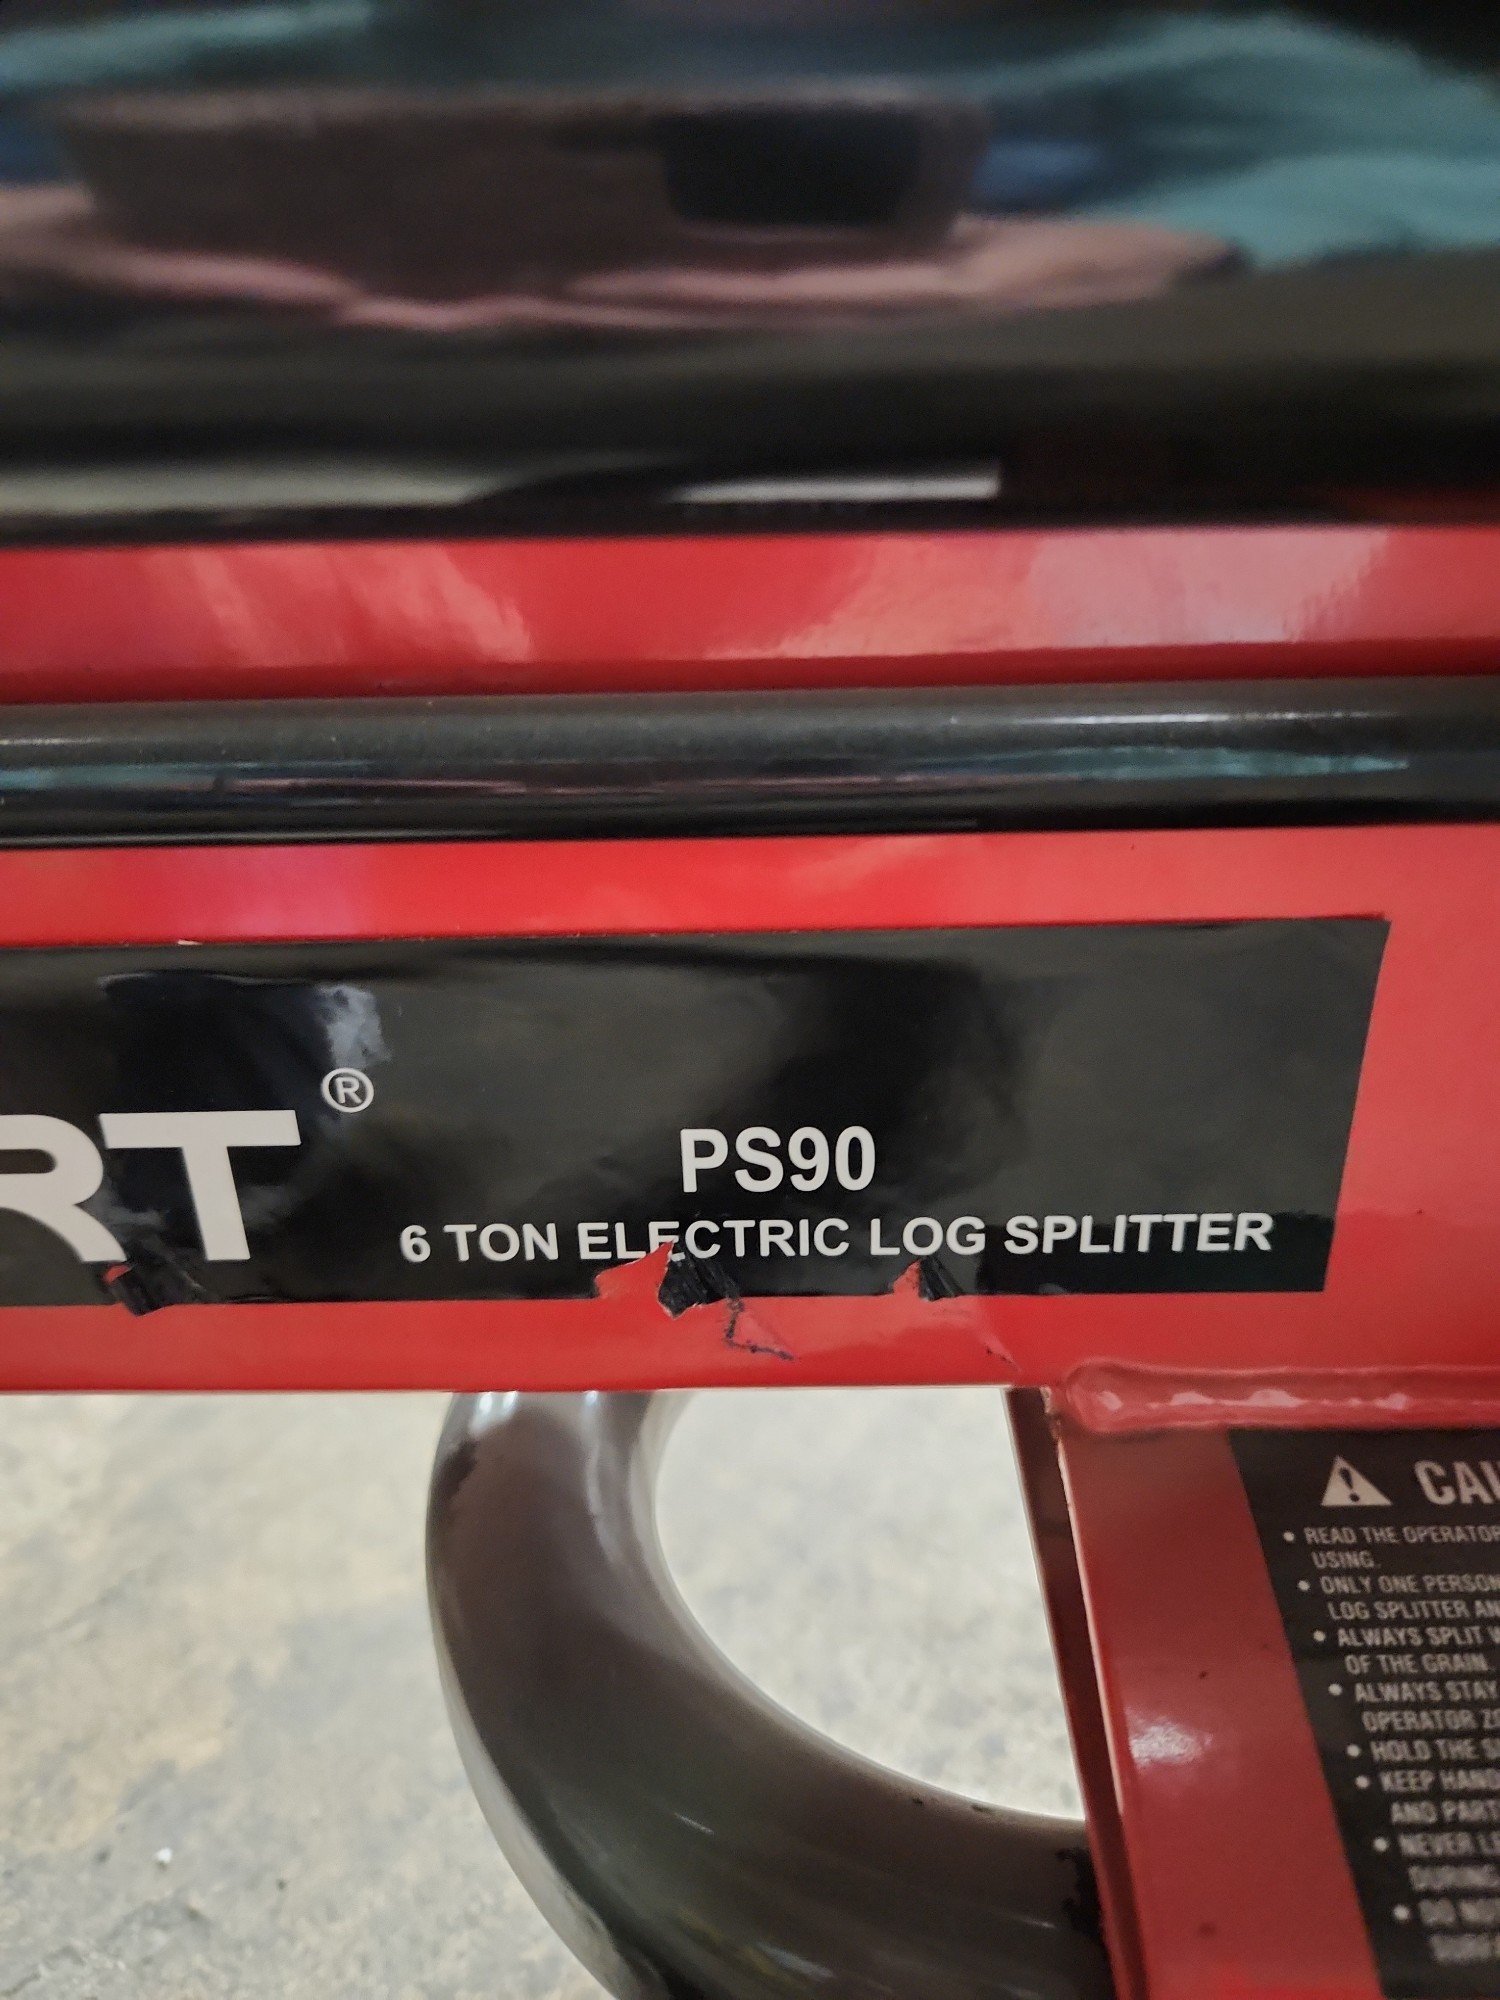 RT®
PS90
6 TON ELECTRIC LOG SPLITTER
CAU
• READ THE OPERATOR
USING.
• ONLY ONE PERSON
LOG SPLITTER AN
• ALWAYS SPLIT W
OF THE GRAIN.
• ALWAYS STAY
OPERATOR ZO
• HOLD THE
• KEEP HAND
AND PART
• NEVER
DURING
• DO NO